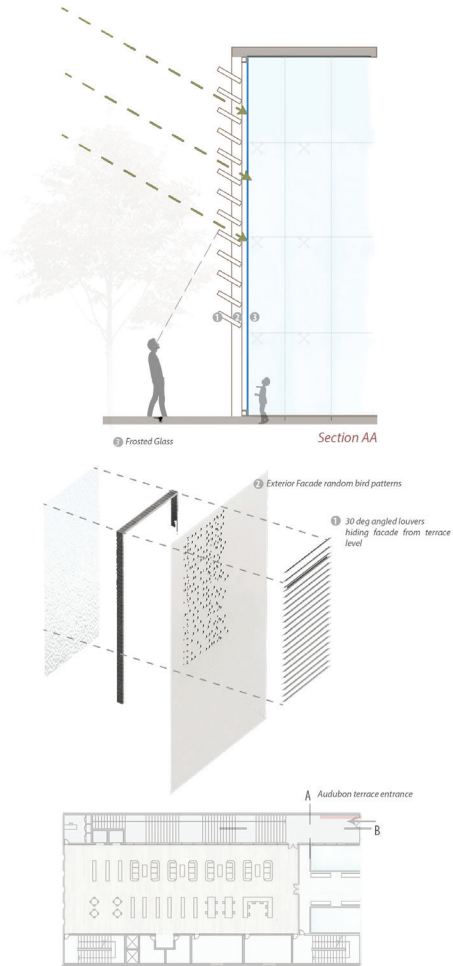 1
2
3
3 Frosted Glass
Section AA
2 Exterior Facade random bird patterns
1 30 deg angled louvers
hiding facade from terrace
level
A Audubon terrace entrance
B